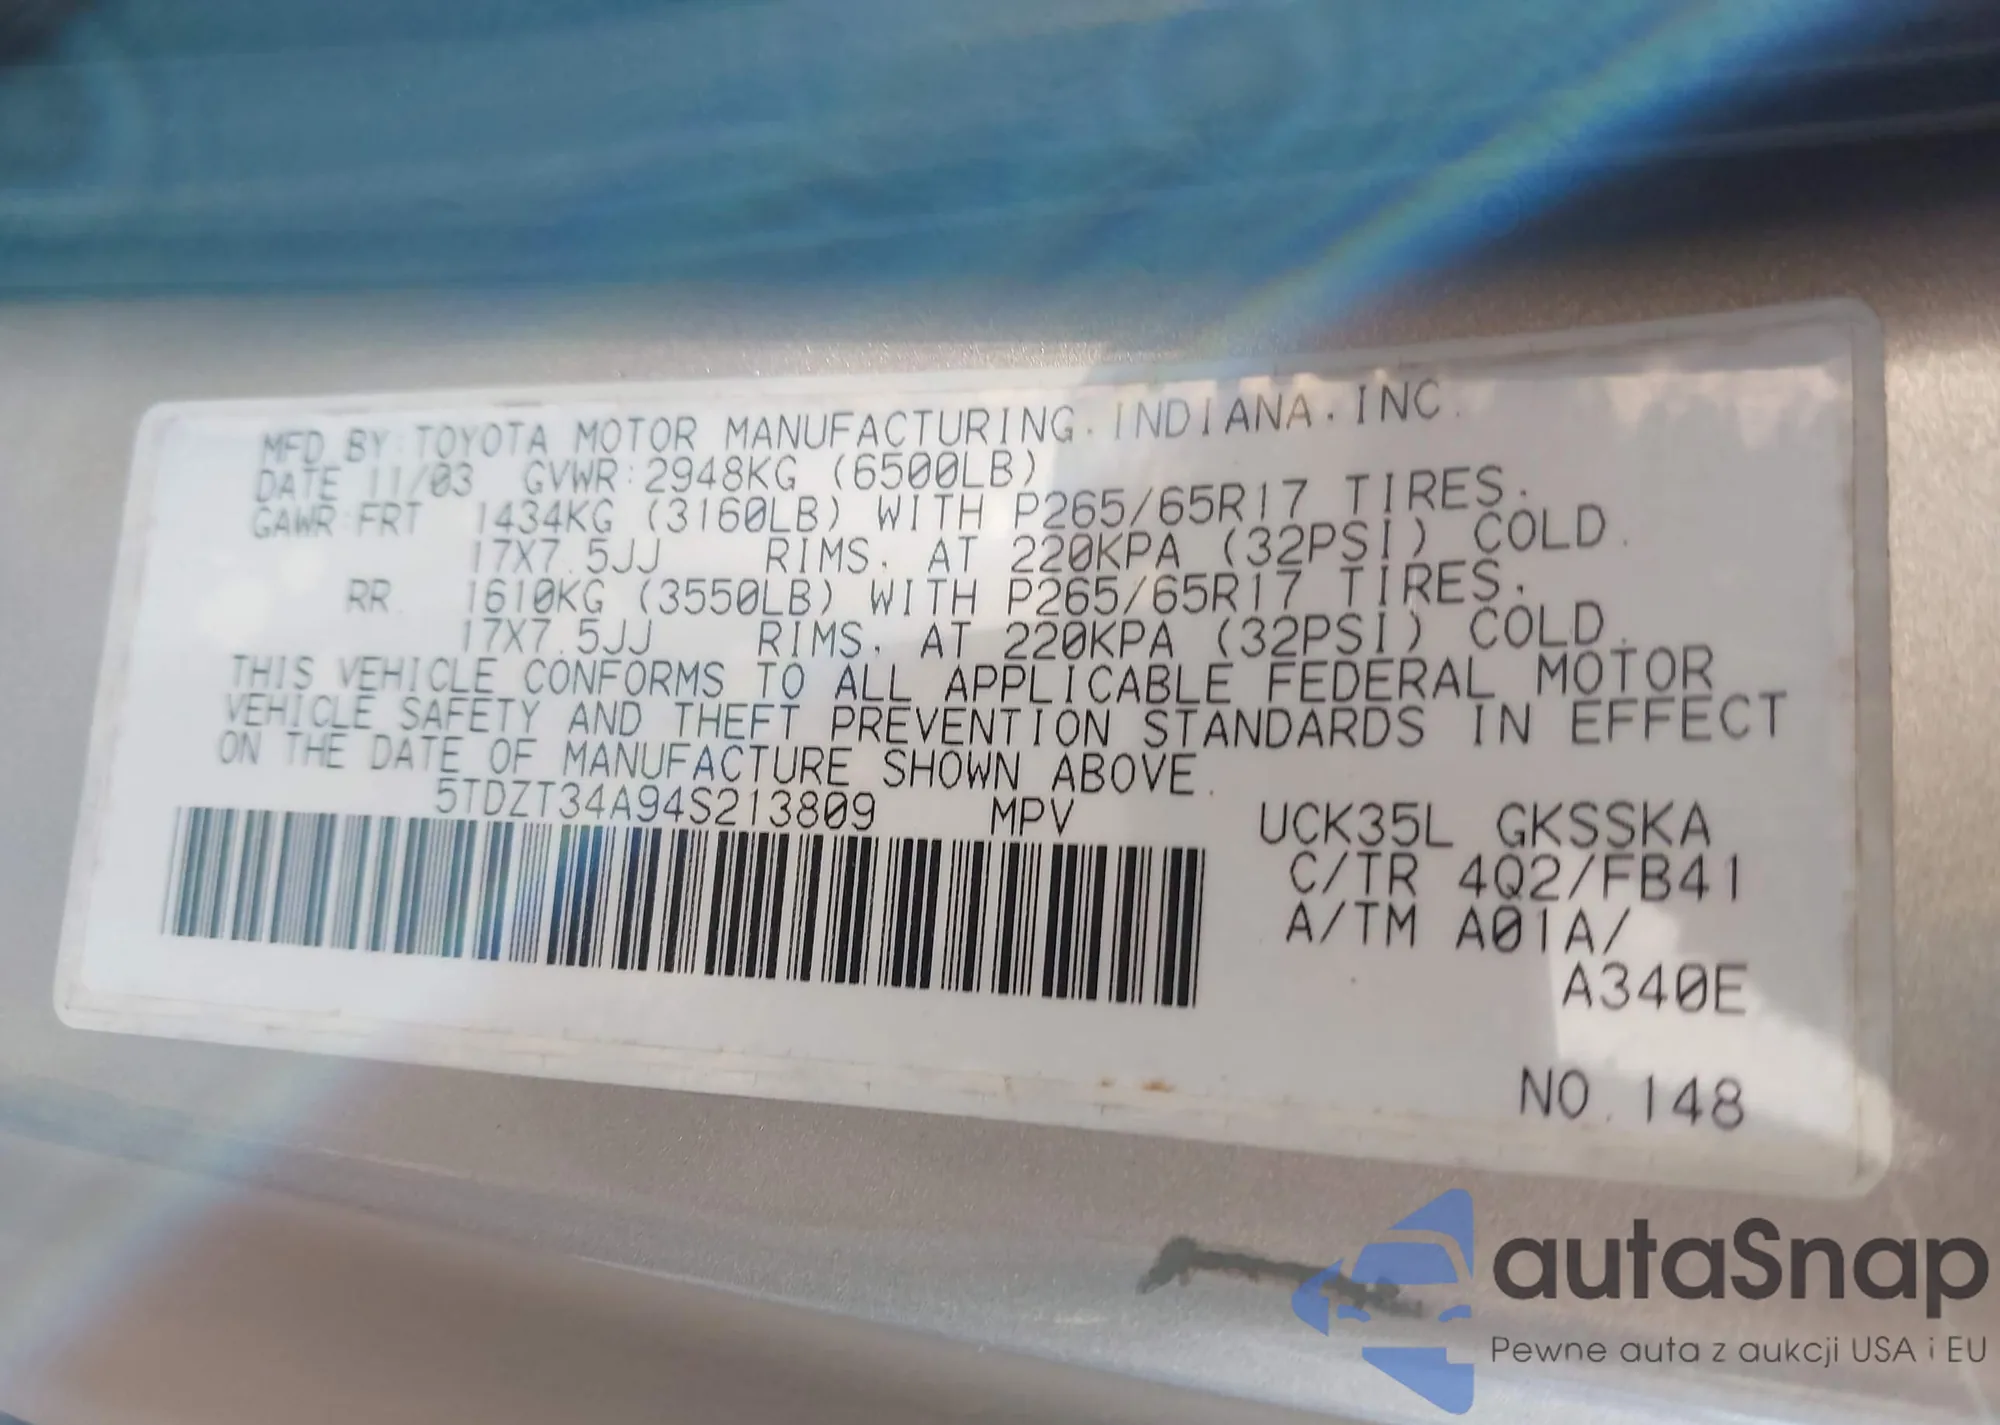 MFD BY:TOYOTA MOTOR MANUFACTURING. INDIANA. INC.
DATE 11/03 GVWR:2948KG (6500LB)
GAWR:FRT 1434KG (3160LB) WITH P265/65R17 TIRES.
17X7.5JJ RIMS. AT 220KPA (32PSI) COLD.
RR. 1610KG (3550LB) WITH P265/65R17 TIRES.
17X7.5JJ RIMS. AT 220KPA (32PSI) COLD.
THIS VEHICLE CONFORMS TO ALL APPLICABLE FEDERAL MOTOR
VEHICLE SAFETY AND THEFT PREVENTION STANDARDS IN EFFECT
ON THE DATE OF MANUFACTURE SHOWN ABOVE.
5TDZT34A94S213809 MPV UCK35L GKSSKA
C/TR 4Q2/FB41
A/TM A01A/
A340E
NO.148
autaSnap
Pewne auta z aukcji USA i EU